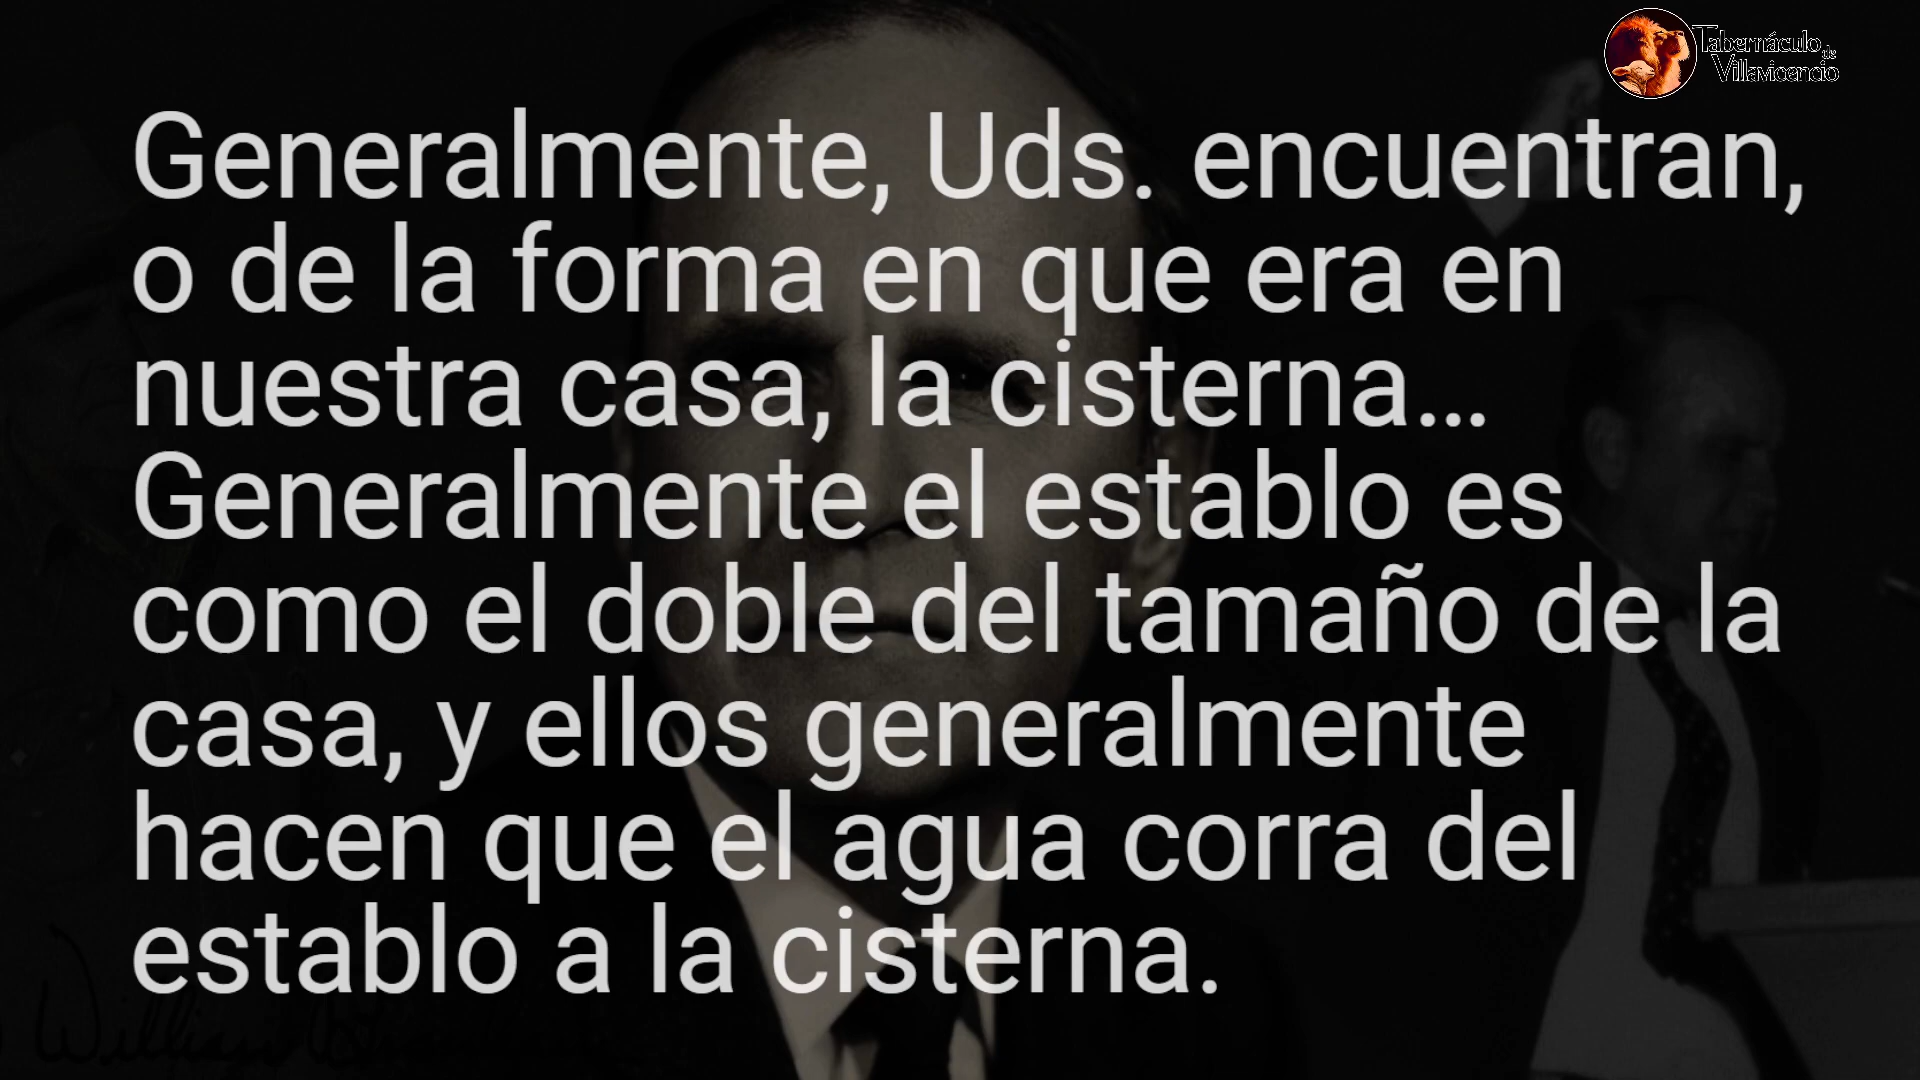 Tabernáculo de
Villavicencio
Generalmente, Uds. encuentran,
o de la forma en que era en
nuestra casa, la cisterna…
Generalmente el establo es
como el doble del tamaño de la
casa, y ellos generalmente
hacen que el agua corra del
establo a la cisterna.
William